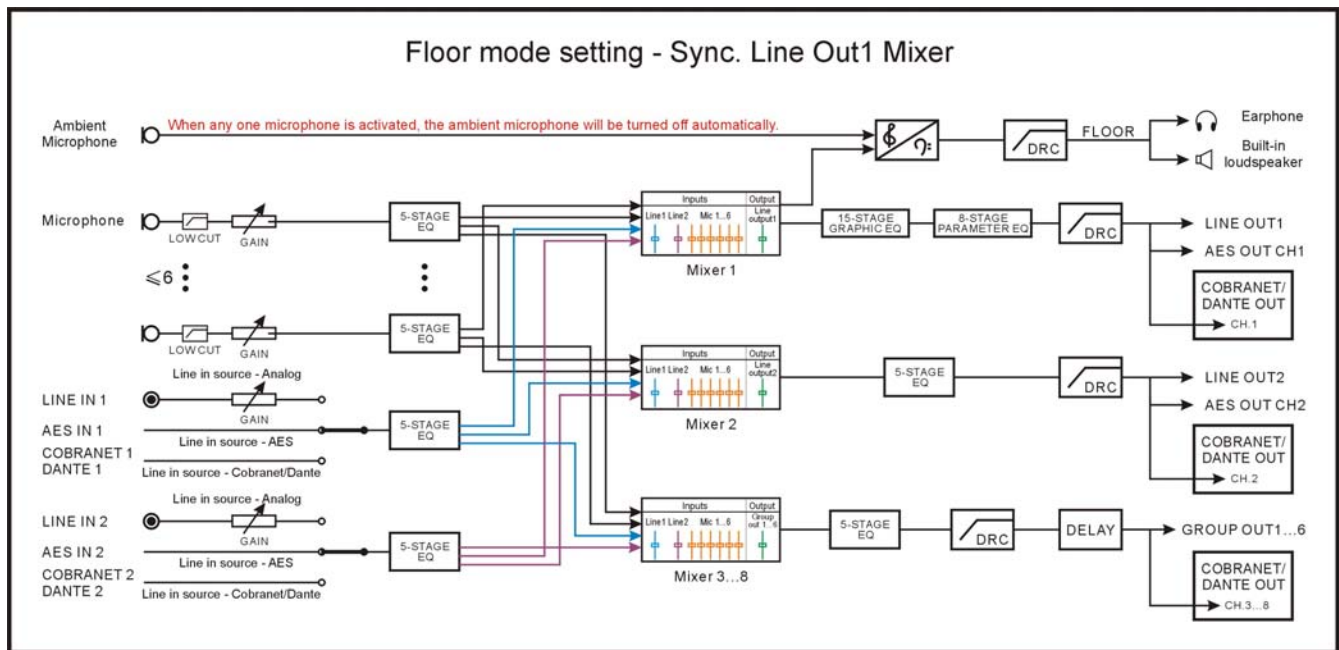 Floor mode setting - Sync. Line Out1 Mixer
Ambient
Microphone
When any one microphone is activated, the ambient microphone will be turned off automatically.
DRC
FLOOR
Earphone
Built-in
loudspeaker
Microphone
LOWCUT
GAIN
5-STAGE
EQ
Inputs
Output
Line1 Line2 Mic 1...6
Line
output1
Mixer 1
15-STAGE
GRAPHIC EQ
8-STAGE
PARAMETER EQ
DRC
LINE OUT1
AES OUT CH1
COBRANET/
DANTE OUT
CH.1
≤6
LOWCUT
GAIN
5-STAGE
EQ
Inputs
Output
Line1 Line2 Mic 1...6
Line
output2
Mixer 2
5-STAGE
EQ
DRC
LINE OUT2
AES OUT CH2
COBRANET/
DANTE OUT
CH.2
Line in source - Analog
LINE IN 1
GAIN
AES IN 1
Line in source - AES
COBRANET 1
DANTE 1
Line in source - Cobranet/Dante
5-STAGE
EQ
Line in source - Analog
LINE IN 2
GAIN
AES IN 2
Line in source - AES
COBRANET 2
DANTE 2
Line in source - Cobranet/Dante
5-STAGE
EQ
Inputs
Output
Line1 Line2 Mic 1...6
Group
out 1...6
Mixer 3...8
5-STAGE
EQ
DRC
DELAY
GROUP OUT1...6
COBRANET/
DANTE OUT
CH.3...8